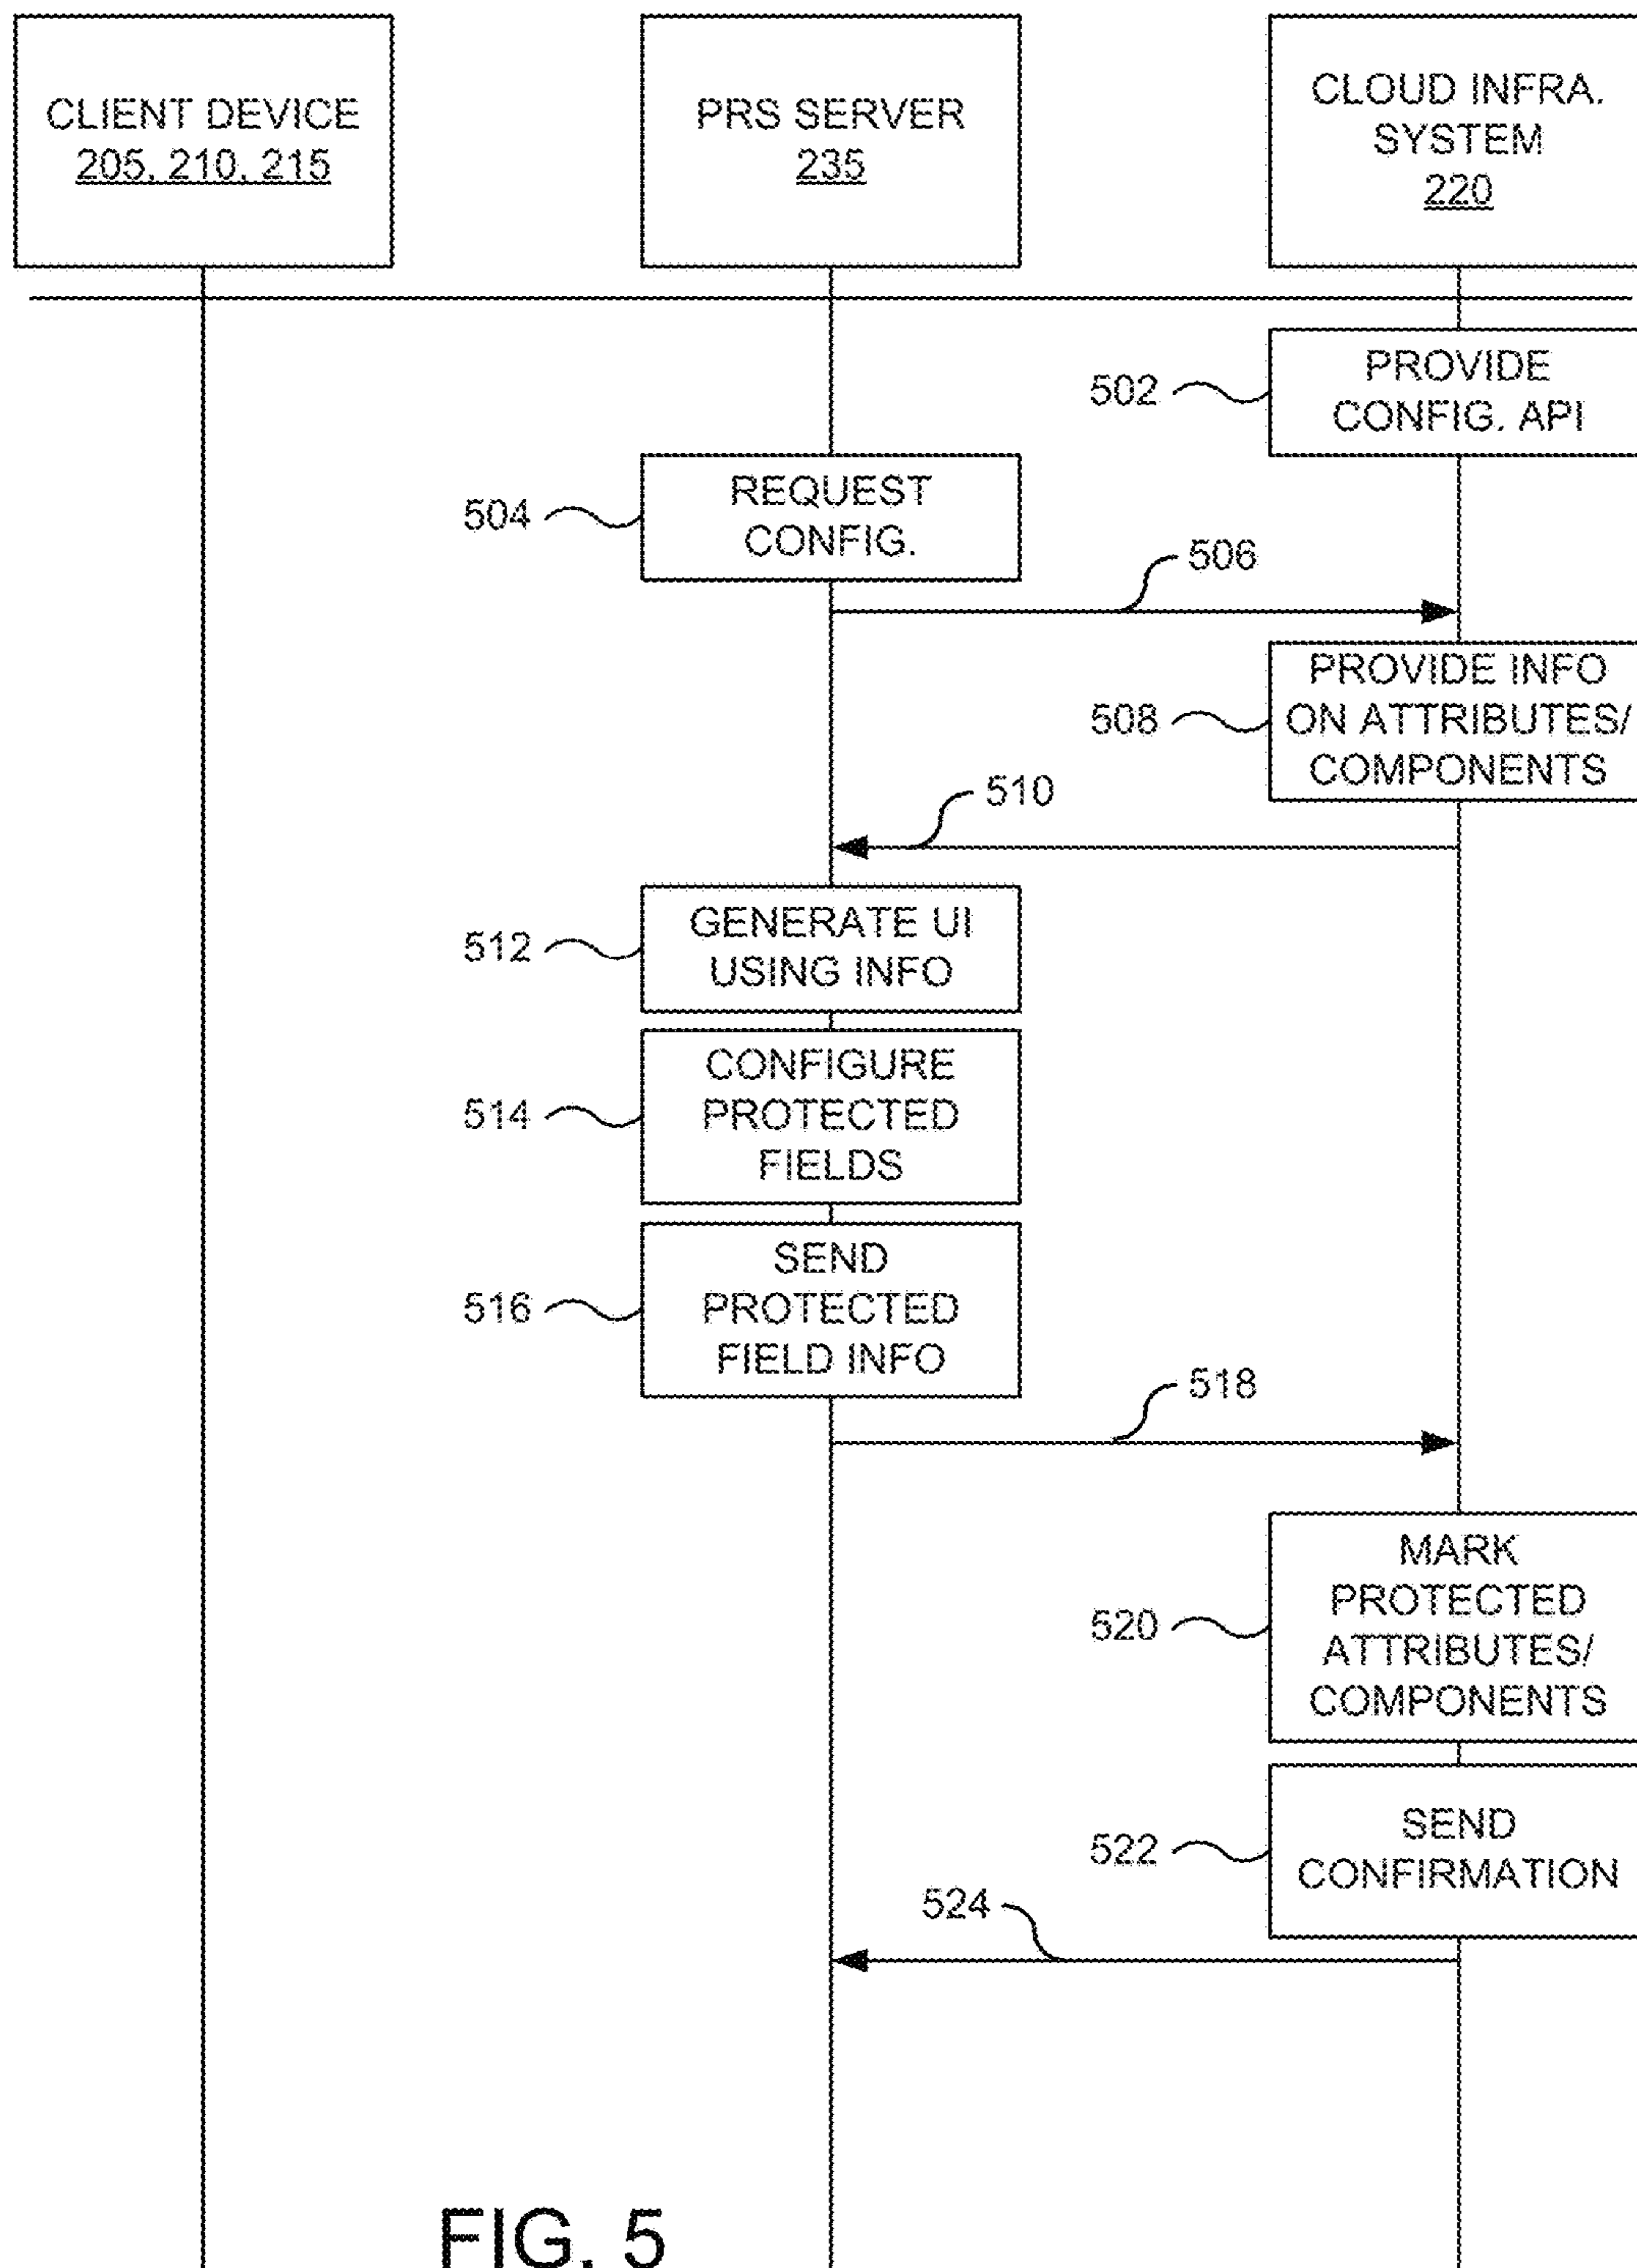 CLIENT DEVICE
205, 210, 215
PRS SERVER
235
CLOUD INFRA.
SYSTEM
220
502
PROVIDE
CONFIG. API
504
REQUEST
CONFIG.
506
508
PROVIDE INFO
ON ATTRIBUTES/
COMPONENTS
510
512
GENERATE UI
USING INFO
514
CONFIGURE
PROTECTED
FIELDS
516
SEND
PROTECTED
FIELD INFO
518
520
MARK
PROTECTED
ATTRIBUTES/
COMPONENTS
522
SEND
CONFIRMATION
524
FIG. 5